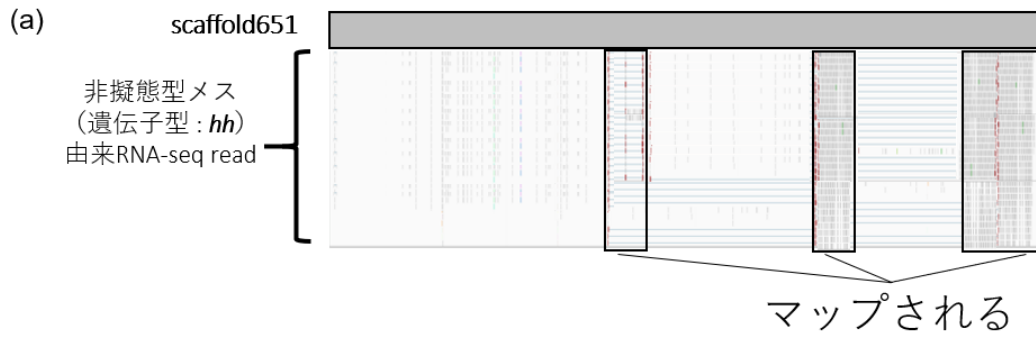 (a)
scaffold651
非擬態型メス
（遺伝子型 : hh）
由来RNA-seq read
マップされる